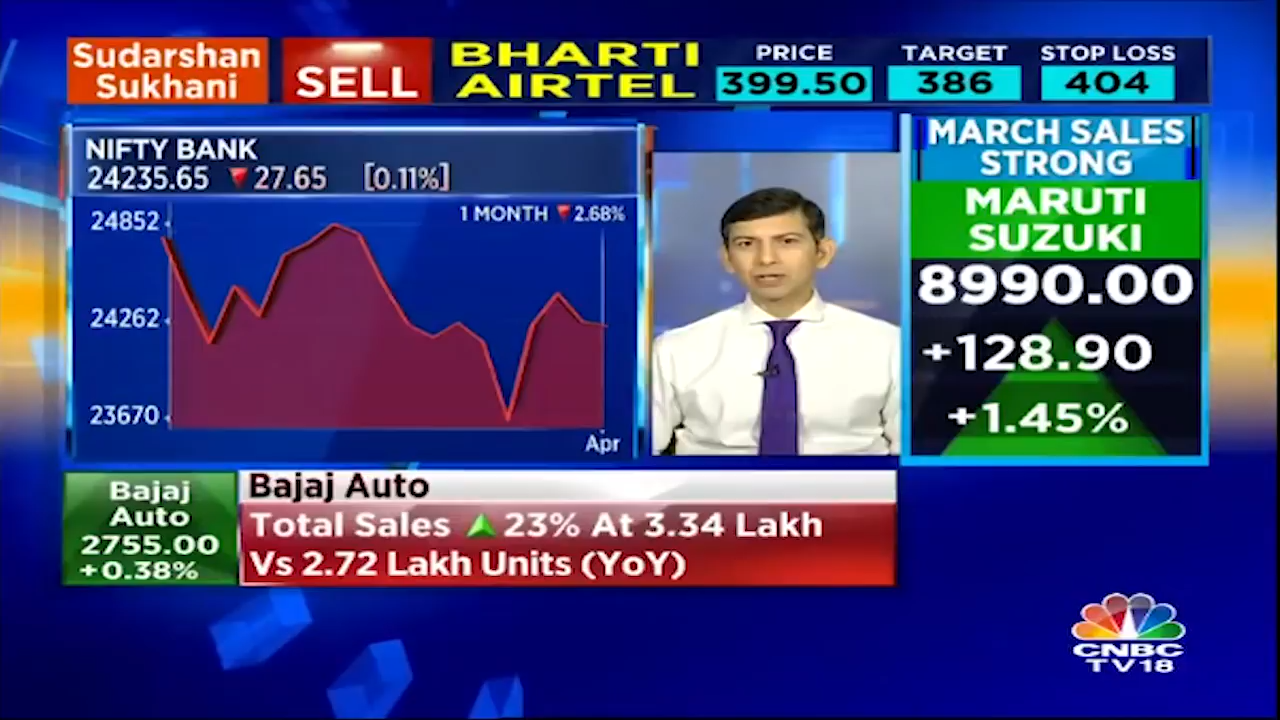 Sudarshan
Sukhani
SELL
BHARTI
AIRTEL
PRICE
399.50
TARGET
386
STOP LOSS
404
NIFTY BANK
24235.65 ▼ 27.65 [0.11%]
1 MONTH ▼ 2.68%
24852
24262
23670
Apr
MARCH SALES
STRONG
MARUTI
SUZUKI
8990.00
+128.90
+1.45%
Bajaj
Auto
2755.00
+0.38%
Bajaj Auto
Total Sales ▲ 23% At 3.34 Lakh
Vs 2.72 Lakh Units (YoY)
CNBC
TV18